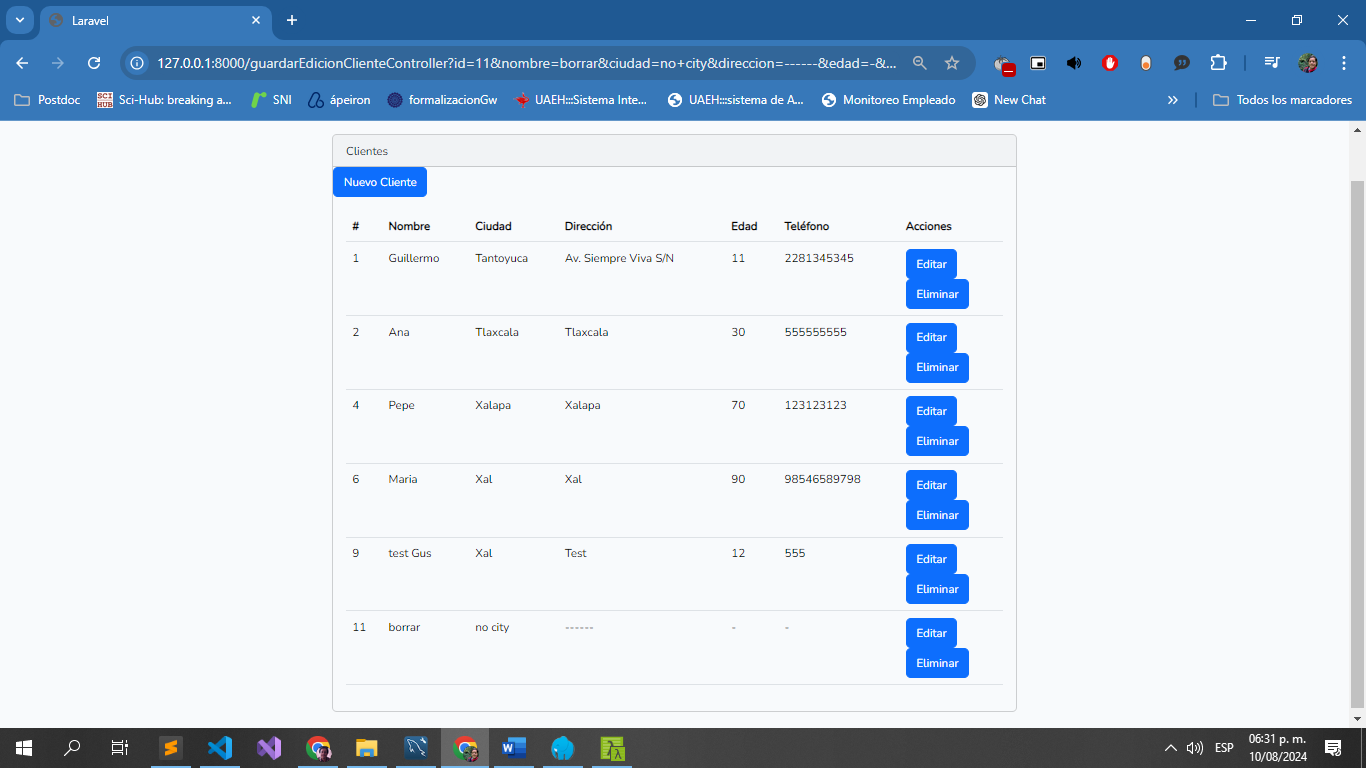 Laravel
127.0.0.1:8000/guardarEdicionClienteController?id=11&nombre=borrar&ciudad=no+city&direccion=------&edad=-&...
Postdoc SCI HUB Sci-Hub: breaking a... SNI ápeiron formalizacionGw UAEH:::Sistema Inte... UAEH:::sistema de A... Monitoreo Empleado New Chat » Todos los marcadores
Clientes
Nuevo Cliente
# Nombre Ciudad Dirección Edad Teléfono Acciones
1 Guillermo Tantoyuca Av. Siempre Viva S/N 11 2281345345 Editar
Eliminar
2 Ana Tlaxcala Tlaxcala 30 555555555 Editar
Eliminar
4 Pepe Xalapa Xalapa 70 123123123 Editar
Eliminar
6 Maria Xal Xal 90 98546589798 Editar
Eliminar
9 test Gus Xal Test 12 555 Editar
Eliminar
11 borrar no city ------ - - Editar
Eliminar
ESP 06:31 p. m.
10/08/2024